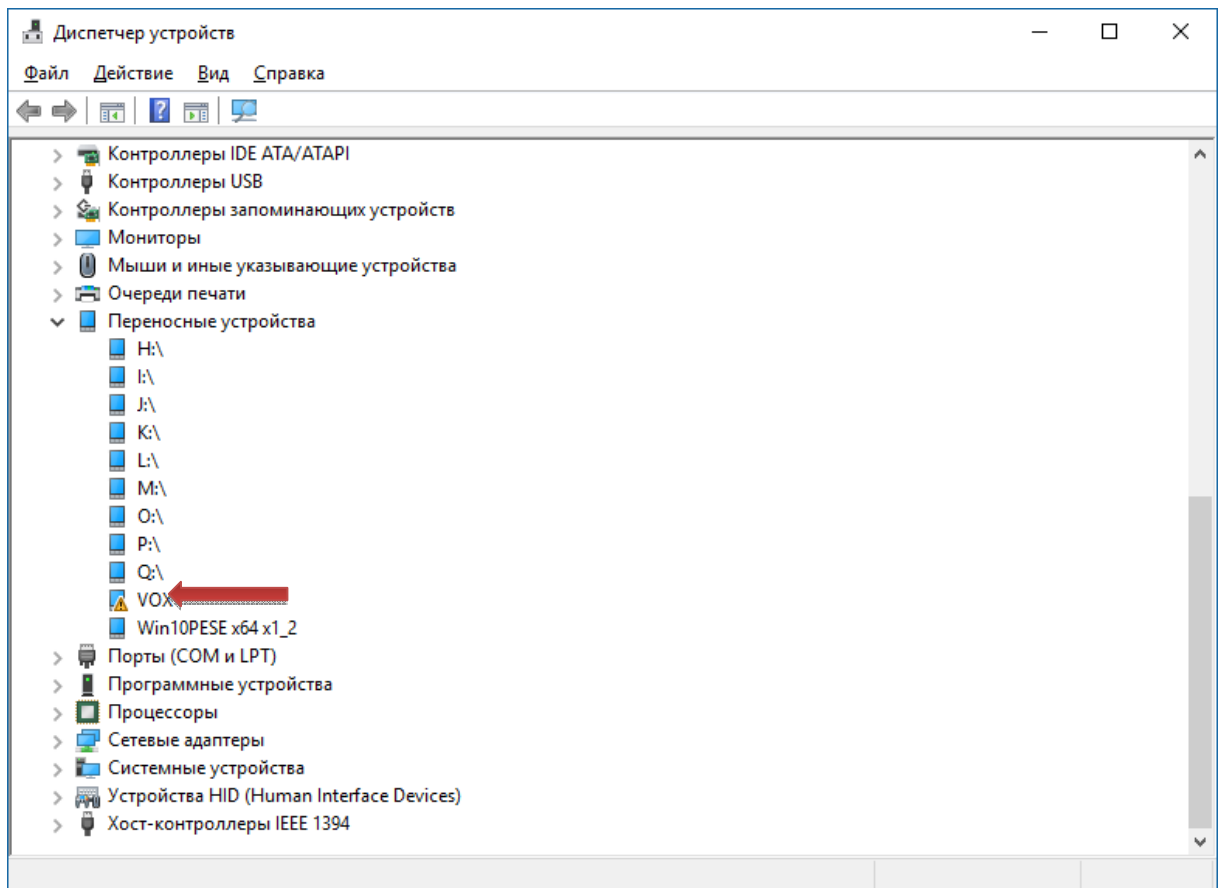 Диспетчер устройств
Файл Действие Вид Справка
Контроллеры IDE ATA/ATAPI
Контроллеры USB
Контроллеры запоминающих устройств
Мониторы
Мыши и иные указывающие устройства
Очереди печати
Переносные устройства
H:\
I:\
J:\
K:\
L:\
M:\
O:\
P:\
Q:\
VOX
Win10PESE x64 x1_2
Порты (COM и LPT)
Программные устройства
Процессоры
Сетевые адаптеры
Системные устройства
Устройства HID (Human Interface Devices)
Хост-контроллеры IEEE 1394